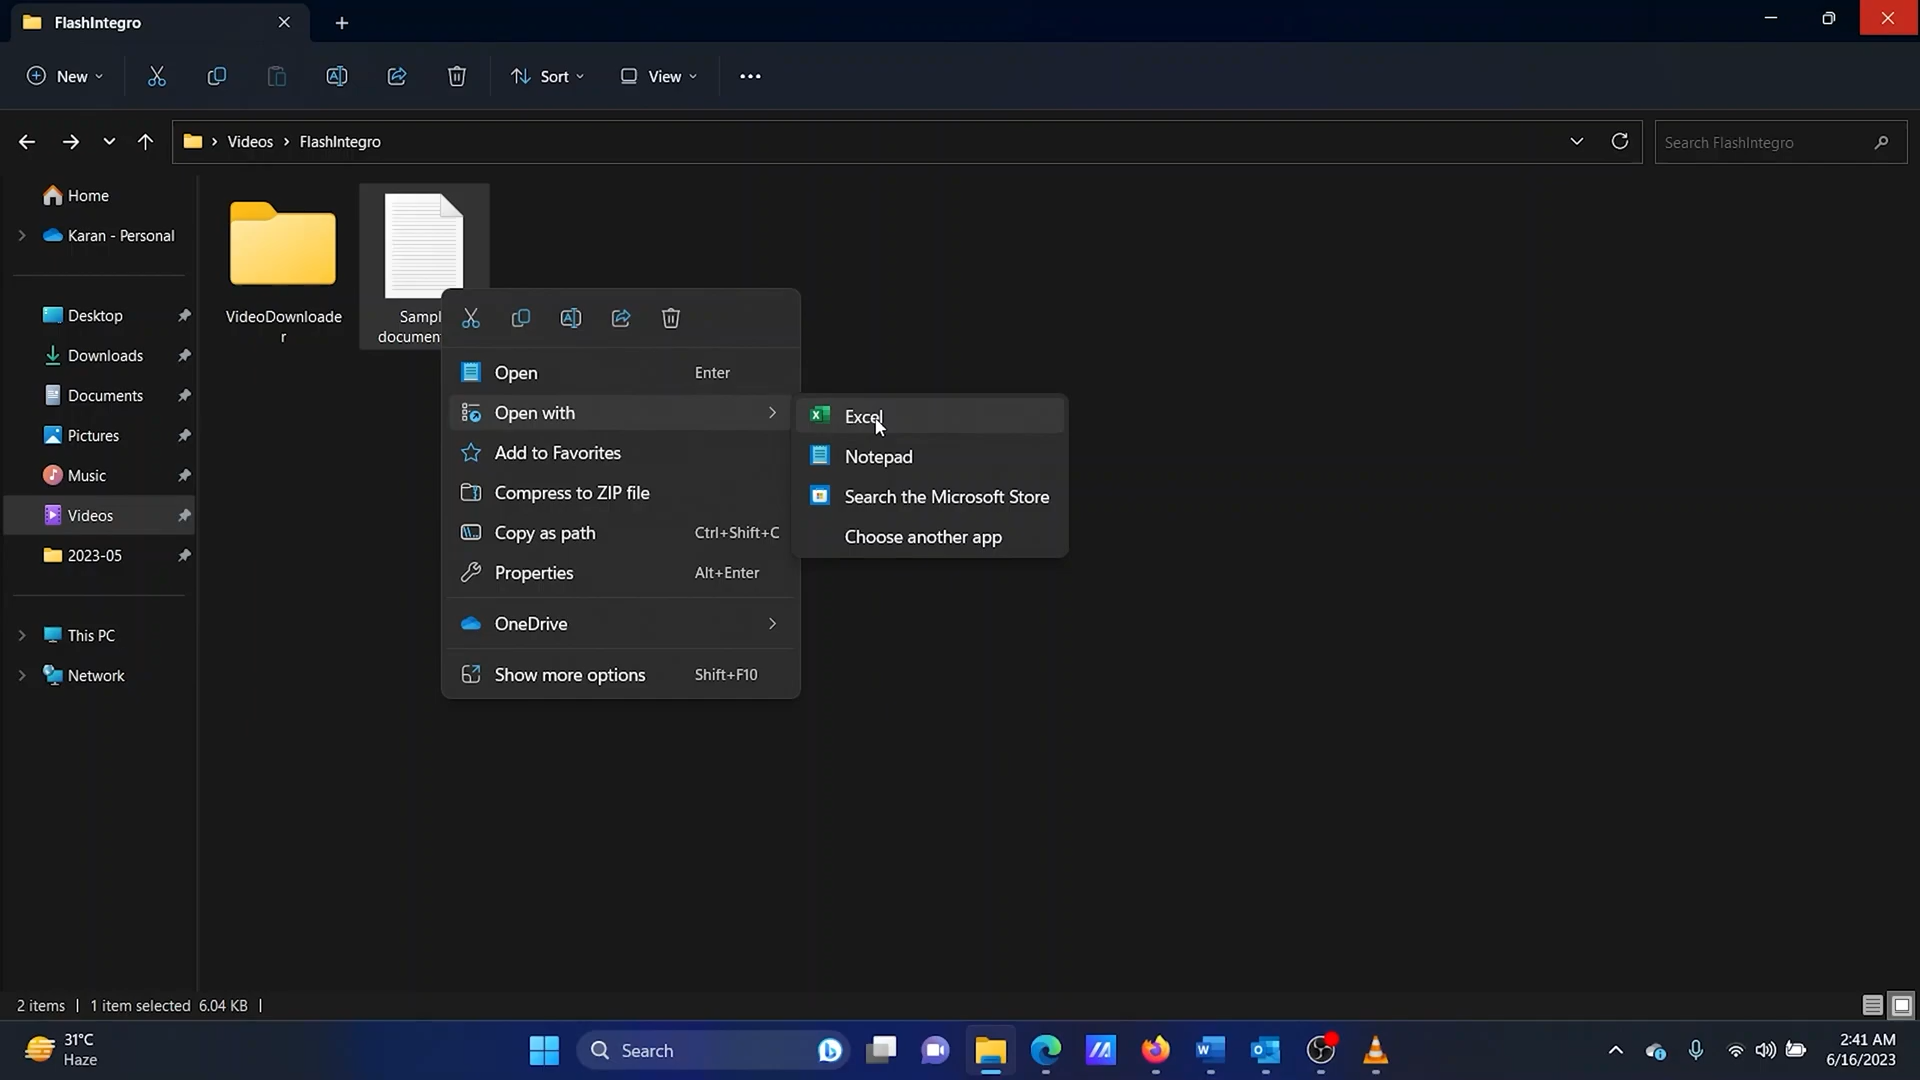 FlashIntegro
New
Sort
View
Videos
FlashIntegro
Search FlashIntegro
Home
Karan - Personal
Desktop
Downloads
Documents
Pictures
Music
Videos
2023-05
This PC
Network
VideoDownloade
r
Sampl
documen
Open Enter
Open with
Add to Favorites
Compress to ZIP file
Copy as path Ctrl+Shift+C
Properties Alt+Enter
OneDrive
Show more options Shift+F10
Excel
Notepad
Search the Microsoft Store
Choose another app
2 items | 1 item selected 6.04 KB |
31°C
Haze
Search
2:41 AM
6/16/2023